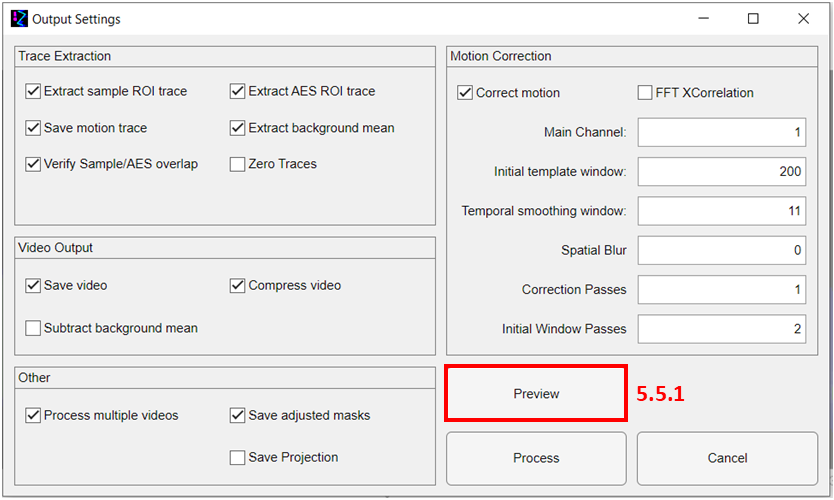 Output Settings
Trace Extraction
Extract sample ROI trace
Extract AES ROI trace
Save motion trace
Extract background mean
Verify Sample/AES overlap
Zero Traces
Video Output
Save video
Compress video
Subtract background mean
Other
Process multiple videos
Save adjusted masks
Save Projection
Motion Correction
Correct motion
FFT XCorrelation
Main Channel: 1
Initial template window: 200
Temporal smoothing window: 11
Spatial Blur 0
Correction Passes 1
Initial Window Passes 2
Preview
5.5.1
Process
Cancel